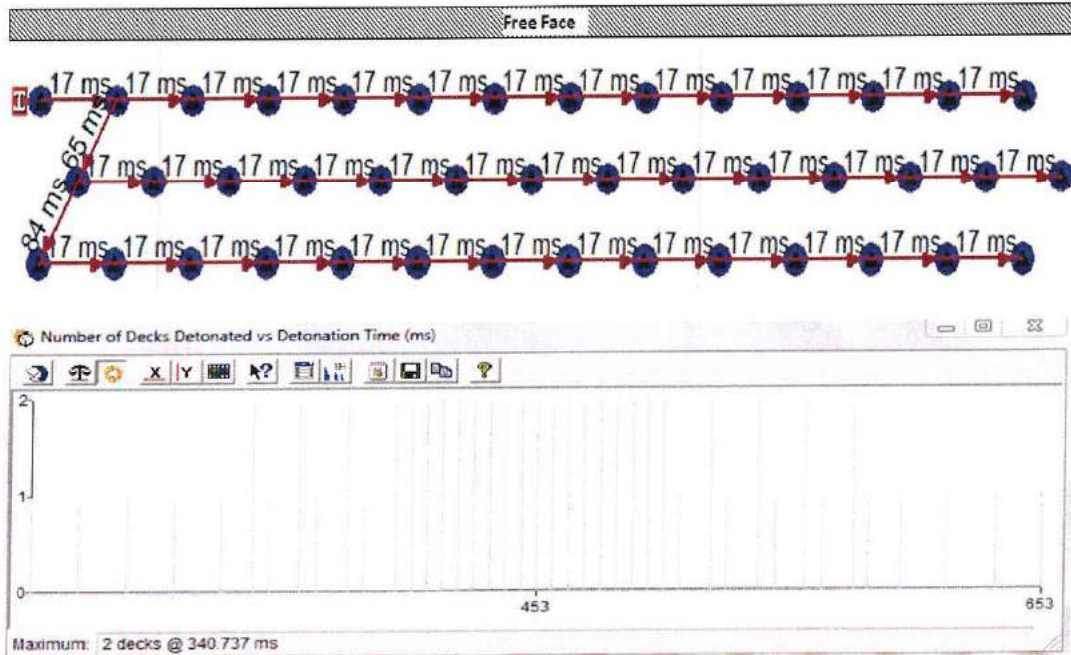 Free Face
17 ms 17 ms 17 ms 17 ms 17 ms 17 ms 17 ms 17 ms 17 ms 17 ms 17 ms 17 ms 17 ms
65 ms
17 ms 17 ms 17 ms 17 ms 17 ms 17 ms 17 ms 17 ms 17 ms 17 ms 17 ms 17 ms 17 ms
84 ms
17 ms 17 ms 17 ms 17 ms 17 ms 17 ms 17 ms 17 ms 17 ms 17 ms 17 ms 17 ms 17 ms
Number of Decks Detonated vs Detonation Time (ms)
X Y ? ?
2
1
0
453 653
Maximum: 2 decks @ 340.737 ms